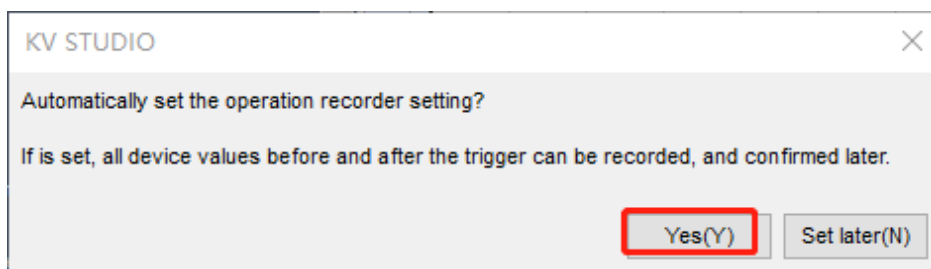 KV STUDIO
Automatically set the operation recorder setting?
If is set, all device values before and after the trigger can be recorded, and confirmed later.
Yes(Y) Set later(N)